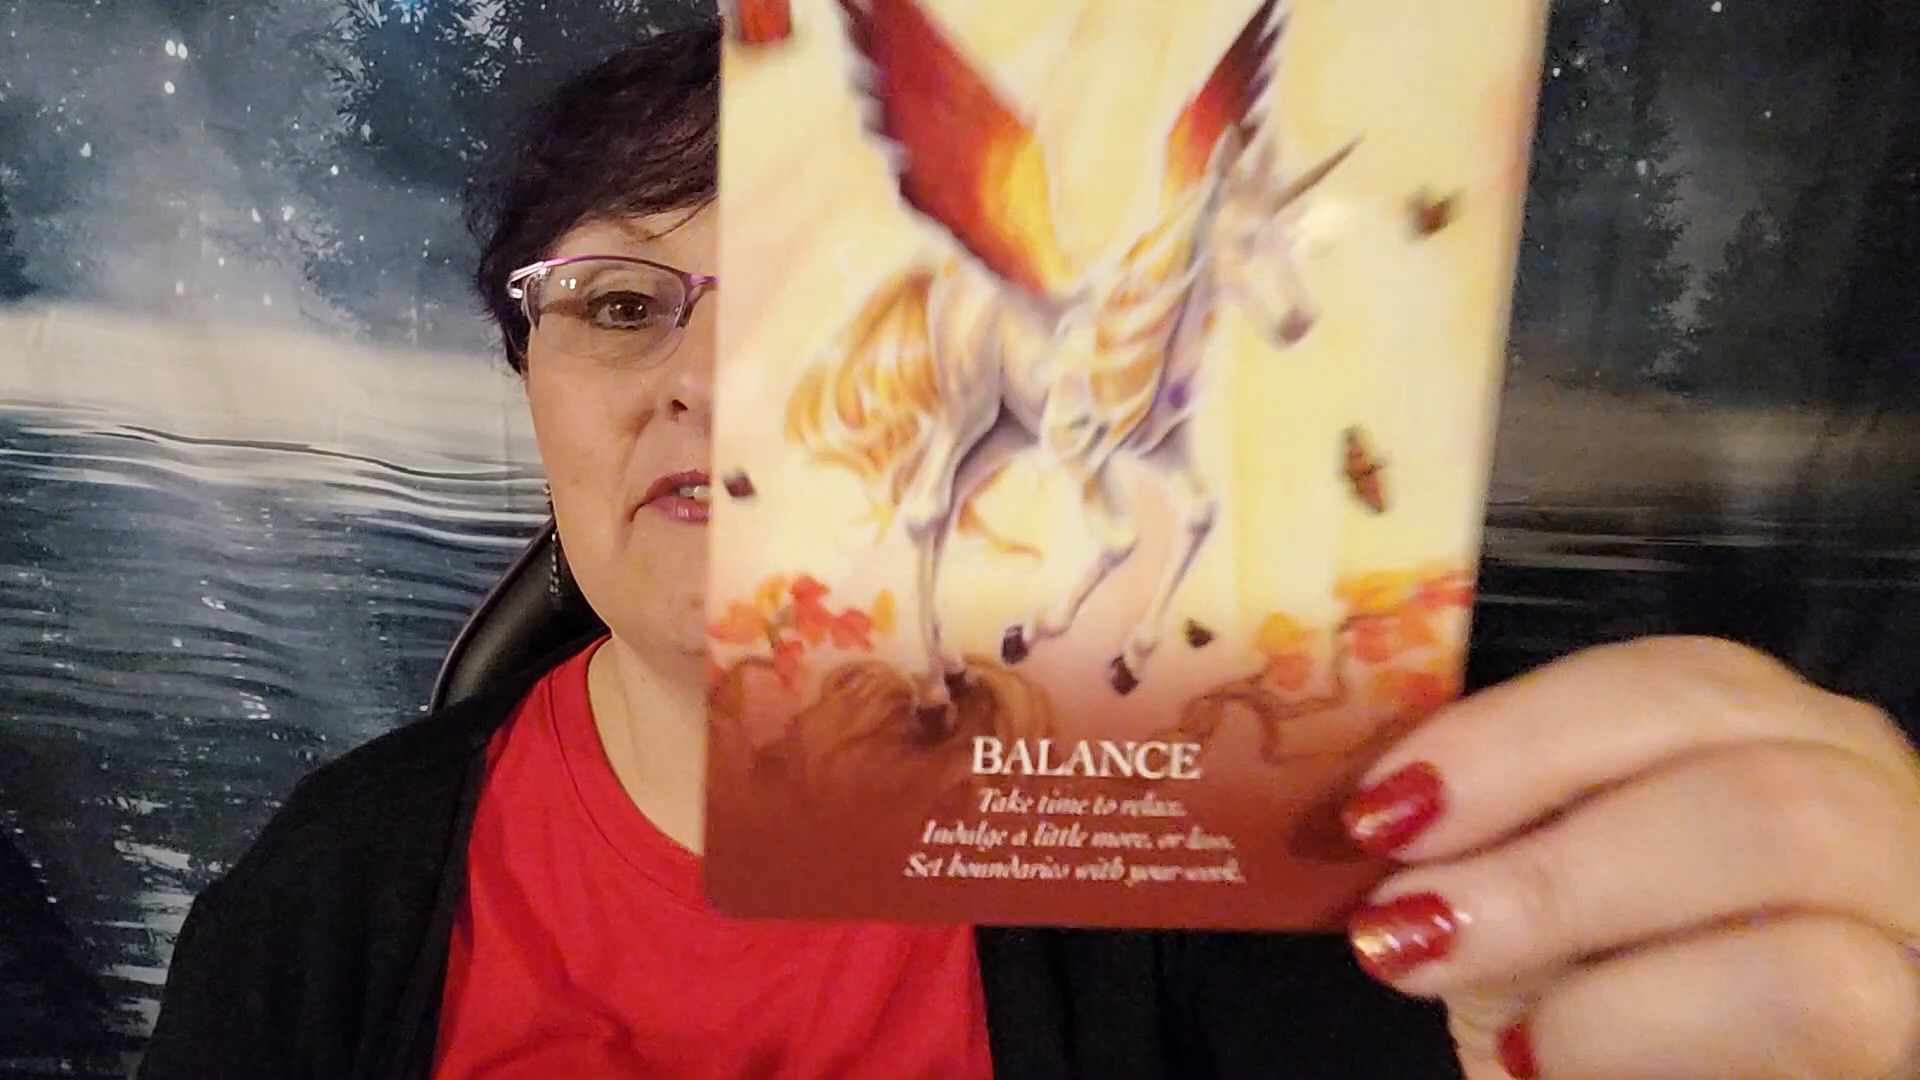 BALANCE
Take time to relax.
Indulge a little more, or less.
Set boundaries with your work.